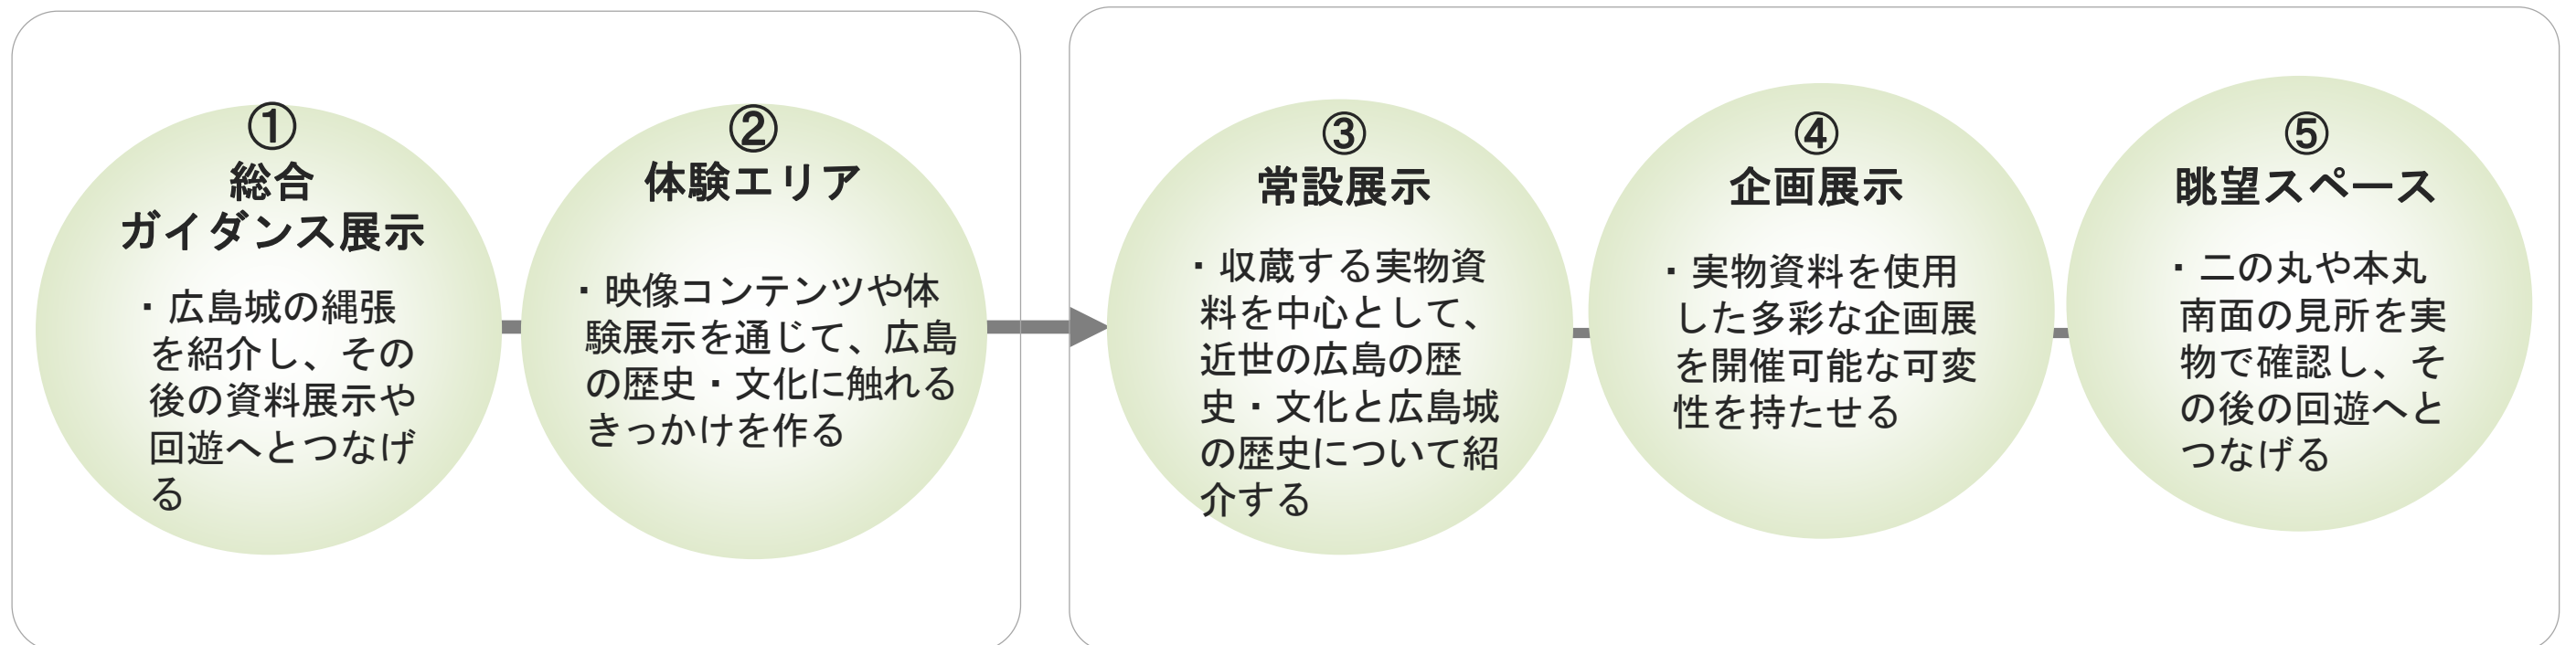 ①
総合
ガイダンス展示
・広島城の縄張
を紹介し、その
後の資料展示や
回遊へとつなげ
る
②
体験エリア
・映像コンテンツや体
験展示を通じて、広島
の歴史・文化に触れる
きっかけを作る
③
常設展示
・収蔵する実物資
料を中心として、
近世の広島の歴
史・文化と広島城
の歴史について紹
介する
④
企画展示
・実物資料を使用
した多彩な企画展
を開催可能な可変
性を持たせる
⑤
眺望スペース
・二の丸や本丸
南面の見所を実
物で確認し、そ
の後の回遊へと
つなげる